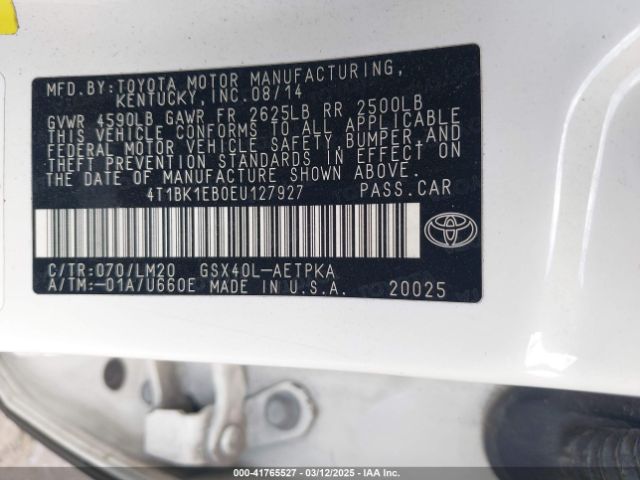 MFD.BY:TOYOTA MOTOR MANUFACTURING,
KENTUCKY, INC. 08/14
GVWR 4590LB GAWR FR 2625LB RR 2500LB
THIS VEHICLE CONFORMS TO ALL APPLICABLE
FEDERAL MOTOR VEHICLE SAFETY,BUMPER AND
THEFT PREVENTION STANDARDS IN EFFECT ON
THE DATE OF MANUFACTURE SHOWN ABOVE.
4T1BK1EB0EU127927 PASS.CAR
C/TR:070/LM20 GSX40L-AETPKA
A/TM:-01A/U660E MADE IN U.S.A. 20025
000-41765527 | 03/12/2025 | IAA Inc.